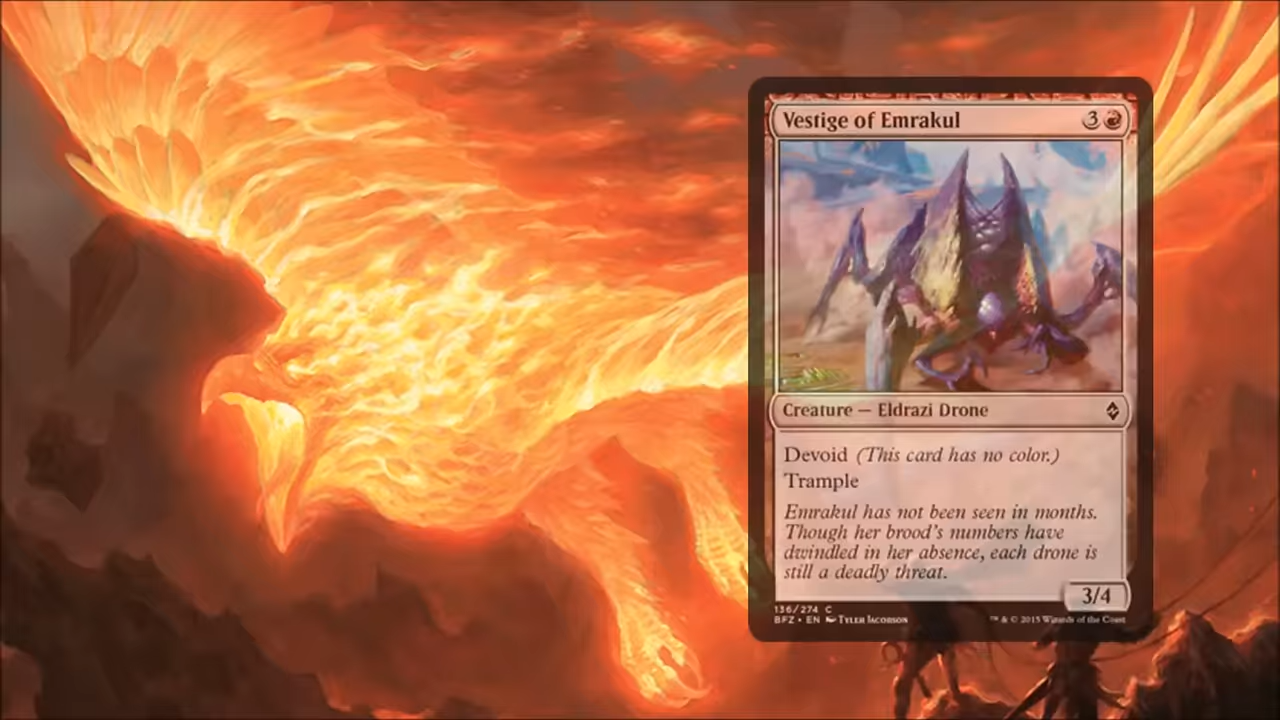 Vestige of Emrakul 3
Creature — Eldrazi Drone
Devoid (This card has no color.)
Trample
Emrakul has not been seen in months.
Though her brood's numbers have
dwindled in her absence, each drone is
still a deadly threat.
3/4
136/274 C
BFZ • EN Tyler Jacobson
™ & © 2015 Wizards of the Coast